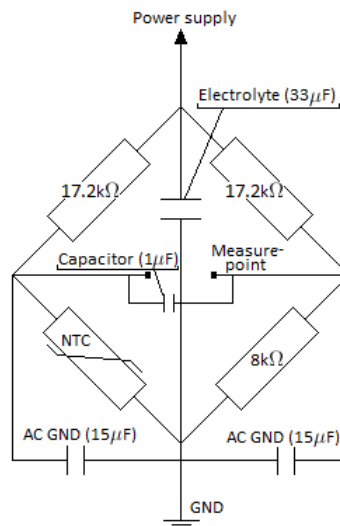 Power supply
Electrolyte (33μF)
17.2kΩ
17.2kΩ
Capacitor (1μF)
Measure-
point
NTC
8kΩ
AC GND (15μF)
AC GND (15μF)
GND